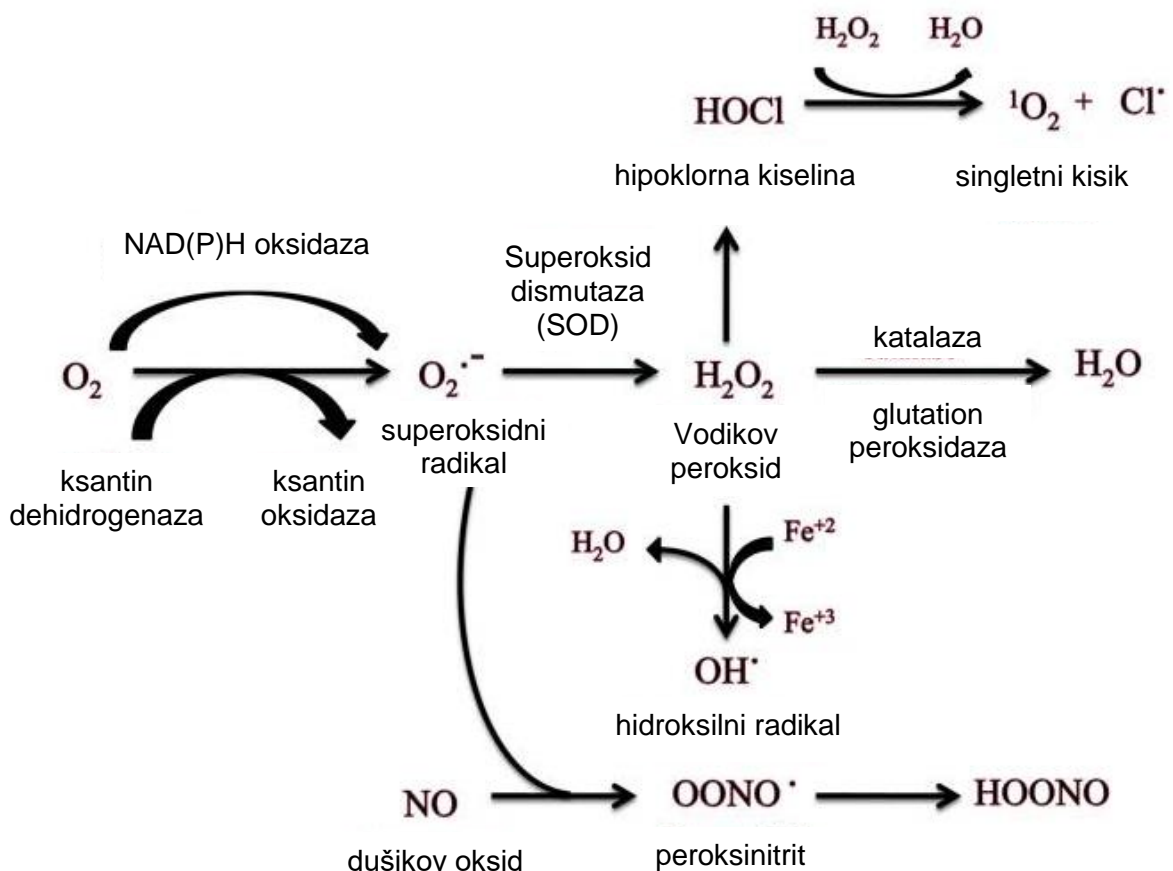 H₂O₂ H₂O
HOCl ¹O₂ + Cl˙
hipoklorna kiselina singletni kisik
NAD(P)H oksidaza
Superoksid
dismutaza
(SOD)
katalaza
O₂ O₂˙⁻ H₂O₂ H₂O
superoksidni
radikal
Vodikov
peroksid
glutation
peroksidaza
ksantin
dehidrogenaza
ksantin
oksidaza
H₂O Fe⁺²
Fe⁺³
OH˙
hidroksilni radikal
NO OONO˙ HOONO
dušikov oksid peroksinitrit